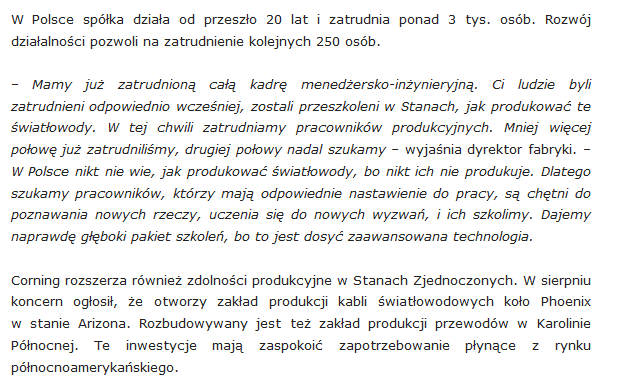 W Polsce spółka działa od przeszło 20 lat i zatrudnia ponad 3 tys. osób. Rozwój
działalności pozwoli na zatrudnienie kolejnych 250 osób.
– Mamy już zatrudnioną całą kadrę menedżersko-inżynieryjną. Ci ludzie byli
zatrudnieni odpowiednio wcześniej, zostali przeszkoleni w Stanach, jak produkować te
światłowody. W tej chwili zatrudniamy pracowników produkcyjnych. Mniej więcej
połowę już zatrudniliśmy, drugiej połowy nadal szukamy – wyjaśnia dyrektor fabryki. –
W Polsce nikt nie wie, jak produkować światłowody, bo nikt ich nie produkuje. Dlatego
szukamy pracowników, którzy mają odpowiednie nastawienie do pracy, są chętni do
poznawania nowych rzeczy, uczenia się do nowych wyzwań, i ich szkolimy. Dajemy
naprawdę głęboki pakiet szkoleń, bo to jest dosyć zaawansowana technologia.
Corning rozszerza również zdolności produkcyjne w Stanach Zjednoczonych. W sierpniu
koncern ogłosił, że otworzy zakład produkcji kabli światłowodowych koło Phoenix
w stanie Arizona. Rozbudowywany jest też zakład produkcji przewodów w Karolinie
Północnej. Te inwestycje mają zaspokoić zapotrzebowanie płynące z rynku
północnoamerykańskiego.